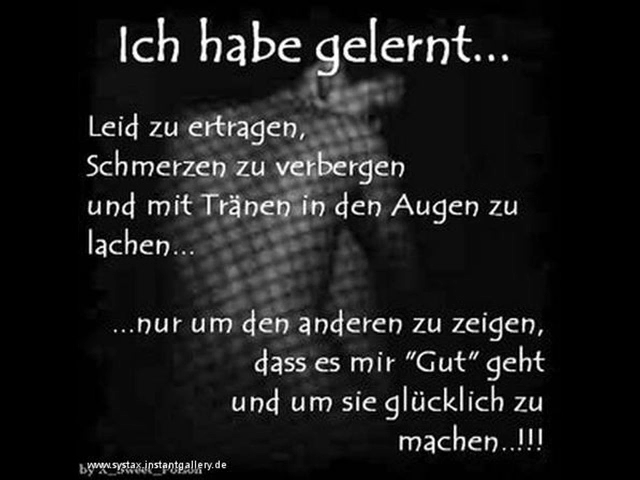 Ich habe gelernt...
Leid zu ertragen,
Schmerzen zu verbergen
und mit Tränen in den Augen zu
lachen...
...nur um den anderen zu zeigen,
dass es mir "Gut" geht
und um sie glücklich zu
machen..!!!
www.systax.instantgallery.de
by X_Sweet_Poison